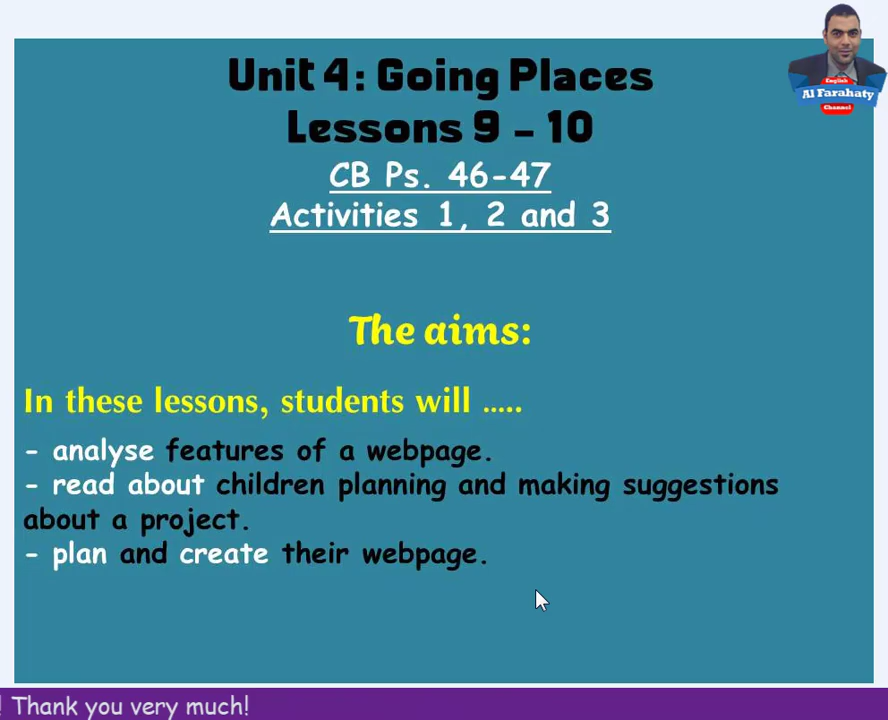 Unit 4: Going Places
Lessons 9 - 10
CB Ps. 46-47
Activities 1, 2 and 3
English
Al Farahaty
Channel
The aims:
In these lessons, students will .....
- analyse features of a webpage.
- read about children planning and making suggestions
about a project.
- plan and create their webpage.
! Thank you very much!